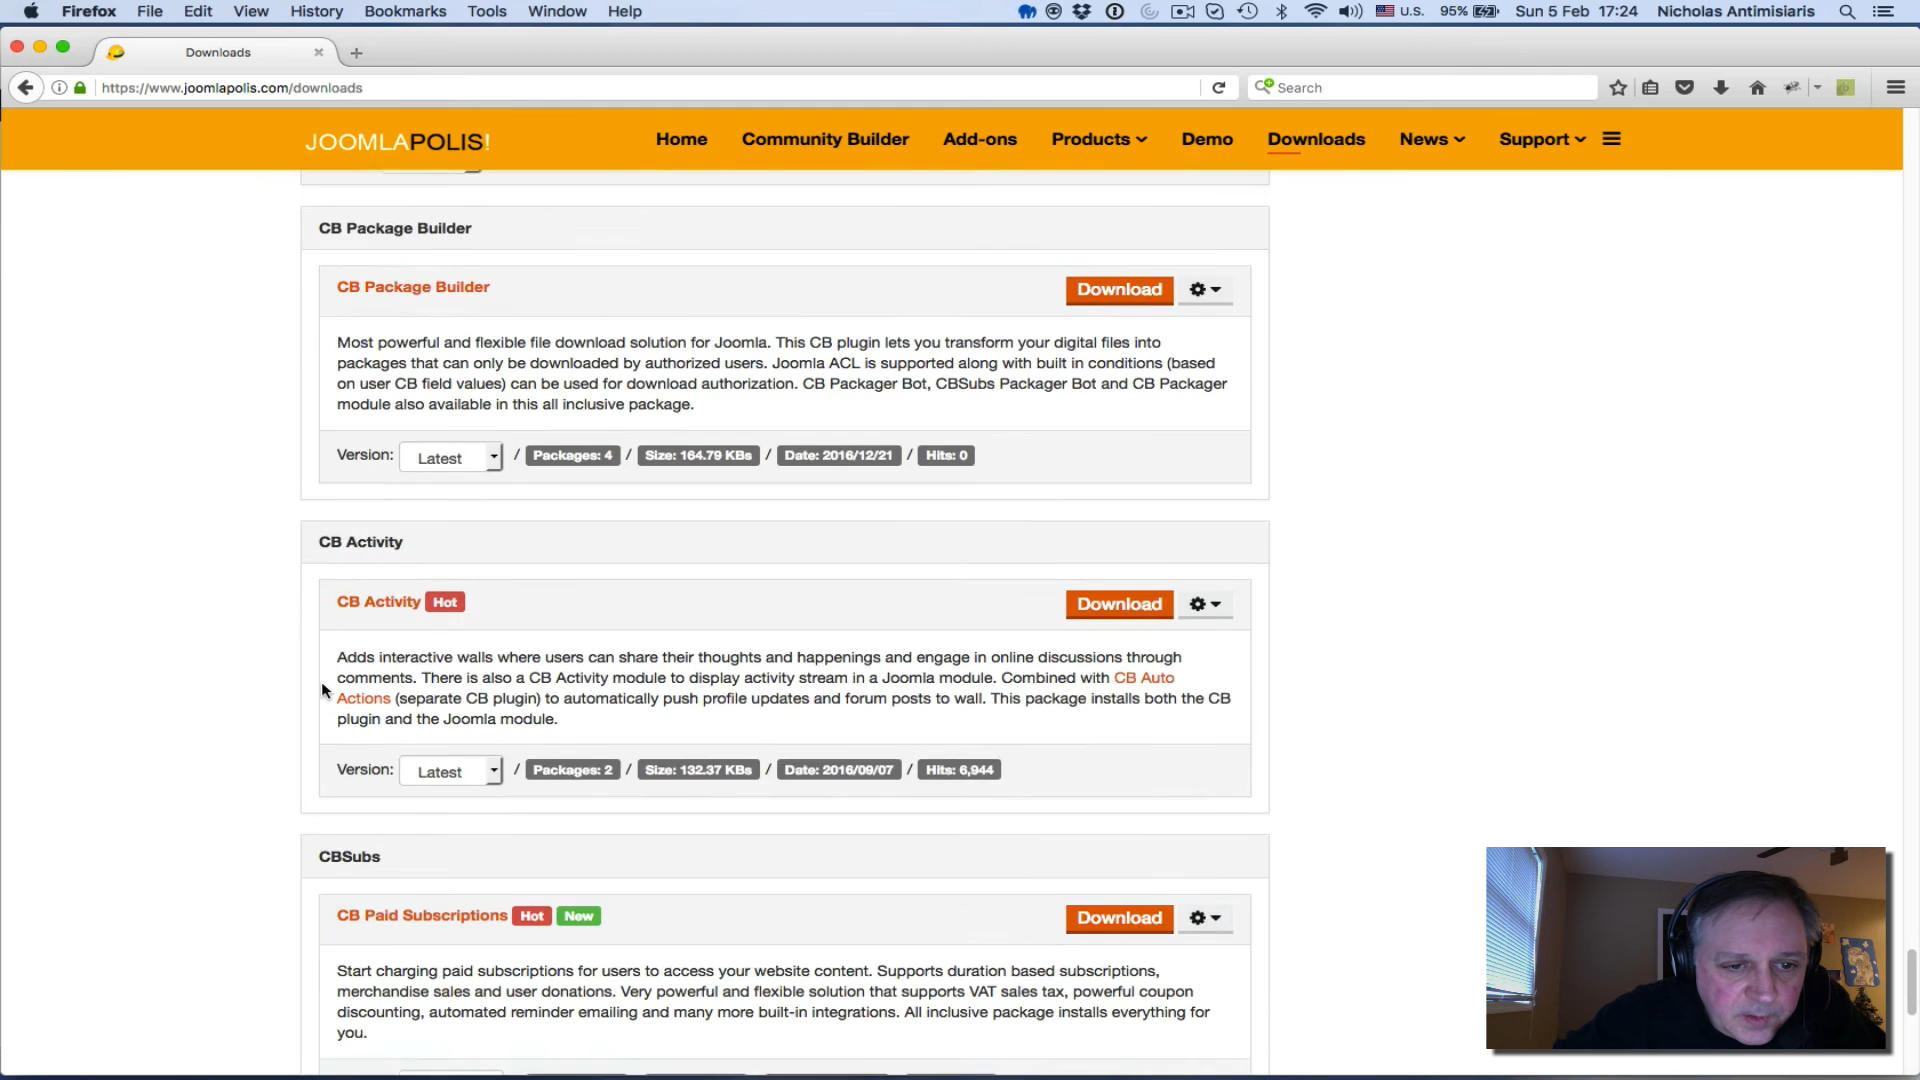 Firefox File Edit View History Bookmarks Tools Window Help U.S. 95% Sun 5 Feb 17:24 Nicholas Antimisiaris
Downloads
https://www.joomlapolis.com/downloads Search
JOOMLAPOLIS! Home Community Builder Add-ons Products Demo Downloads News Support
CB Package Builder
CB Package Builder Download
Most powerful and flexible file download solution for Joomla. This CB plugin lets you transform your digital files into
packages that can only be downloaded by authorized users. Joomla ACL is supported along with built in conditions (based
on user CB field values) can be used for download authorization. CB Packager Bot, CBSubs Packager Bot and CB Packager
module also available in this all inclusive package.
Version: Latest / Packages: 4 / Size: 164.79 KBs / Date: 2016/12/21 / Hits: 0
CB Activity
CB Activity Hot Download
Adds interactive walls where users can share their thoughts and happenings and engage in online discussions through
comments. There is also a CB Activity module to display activity stream in a Joomla module. Combined with CB Auto
Actions (separate CB plugin) to automatically push profile updates and forum posts to wall. This package installs both the CB
plugin and the Joomla module.
Version: Latest / Packages: 2 / Size: 132.37 KBs / Date: 2016/09/07 / Hits: 6,944
CBSubs
CB Paid Subscriptions Hot New Download
Start charging paid subscriptions for users to access your website content. Supports duration based subscriptions,
merchandise sales and user donations. Very powerful and flexible solution that supports VAT sales tax, powerful coupon
discounting, automated reminder emailing and many more built-in integrations. All inclusive package installs everything for
you.